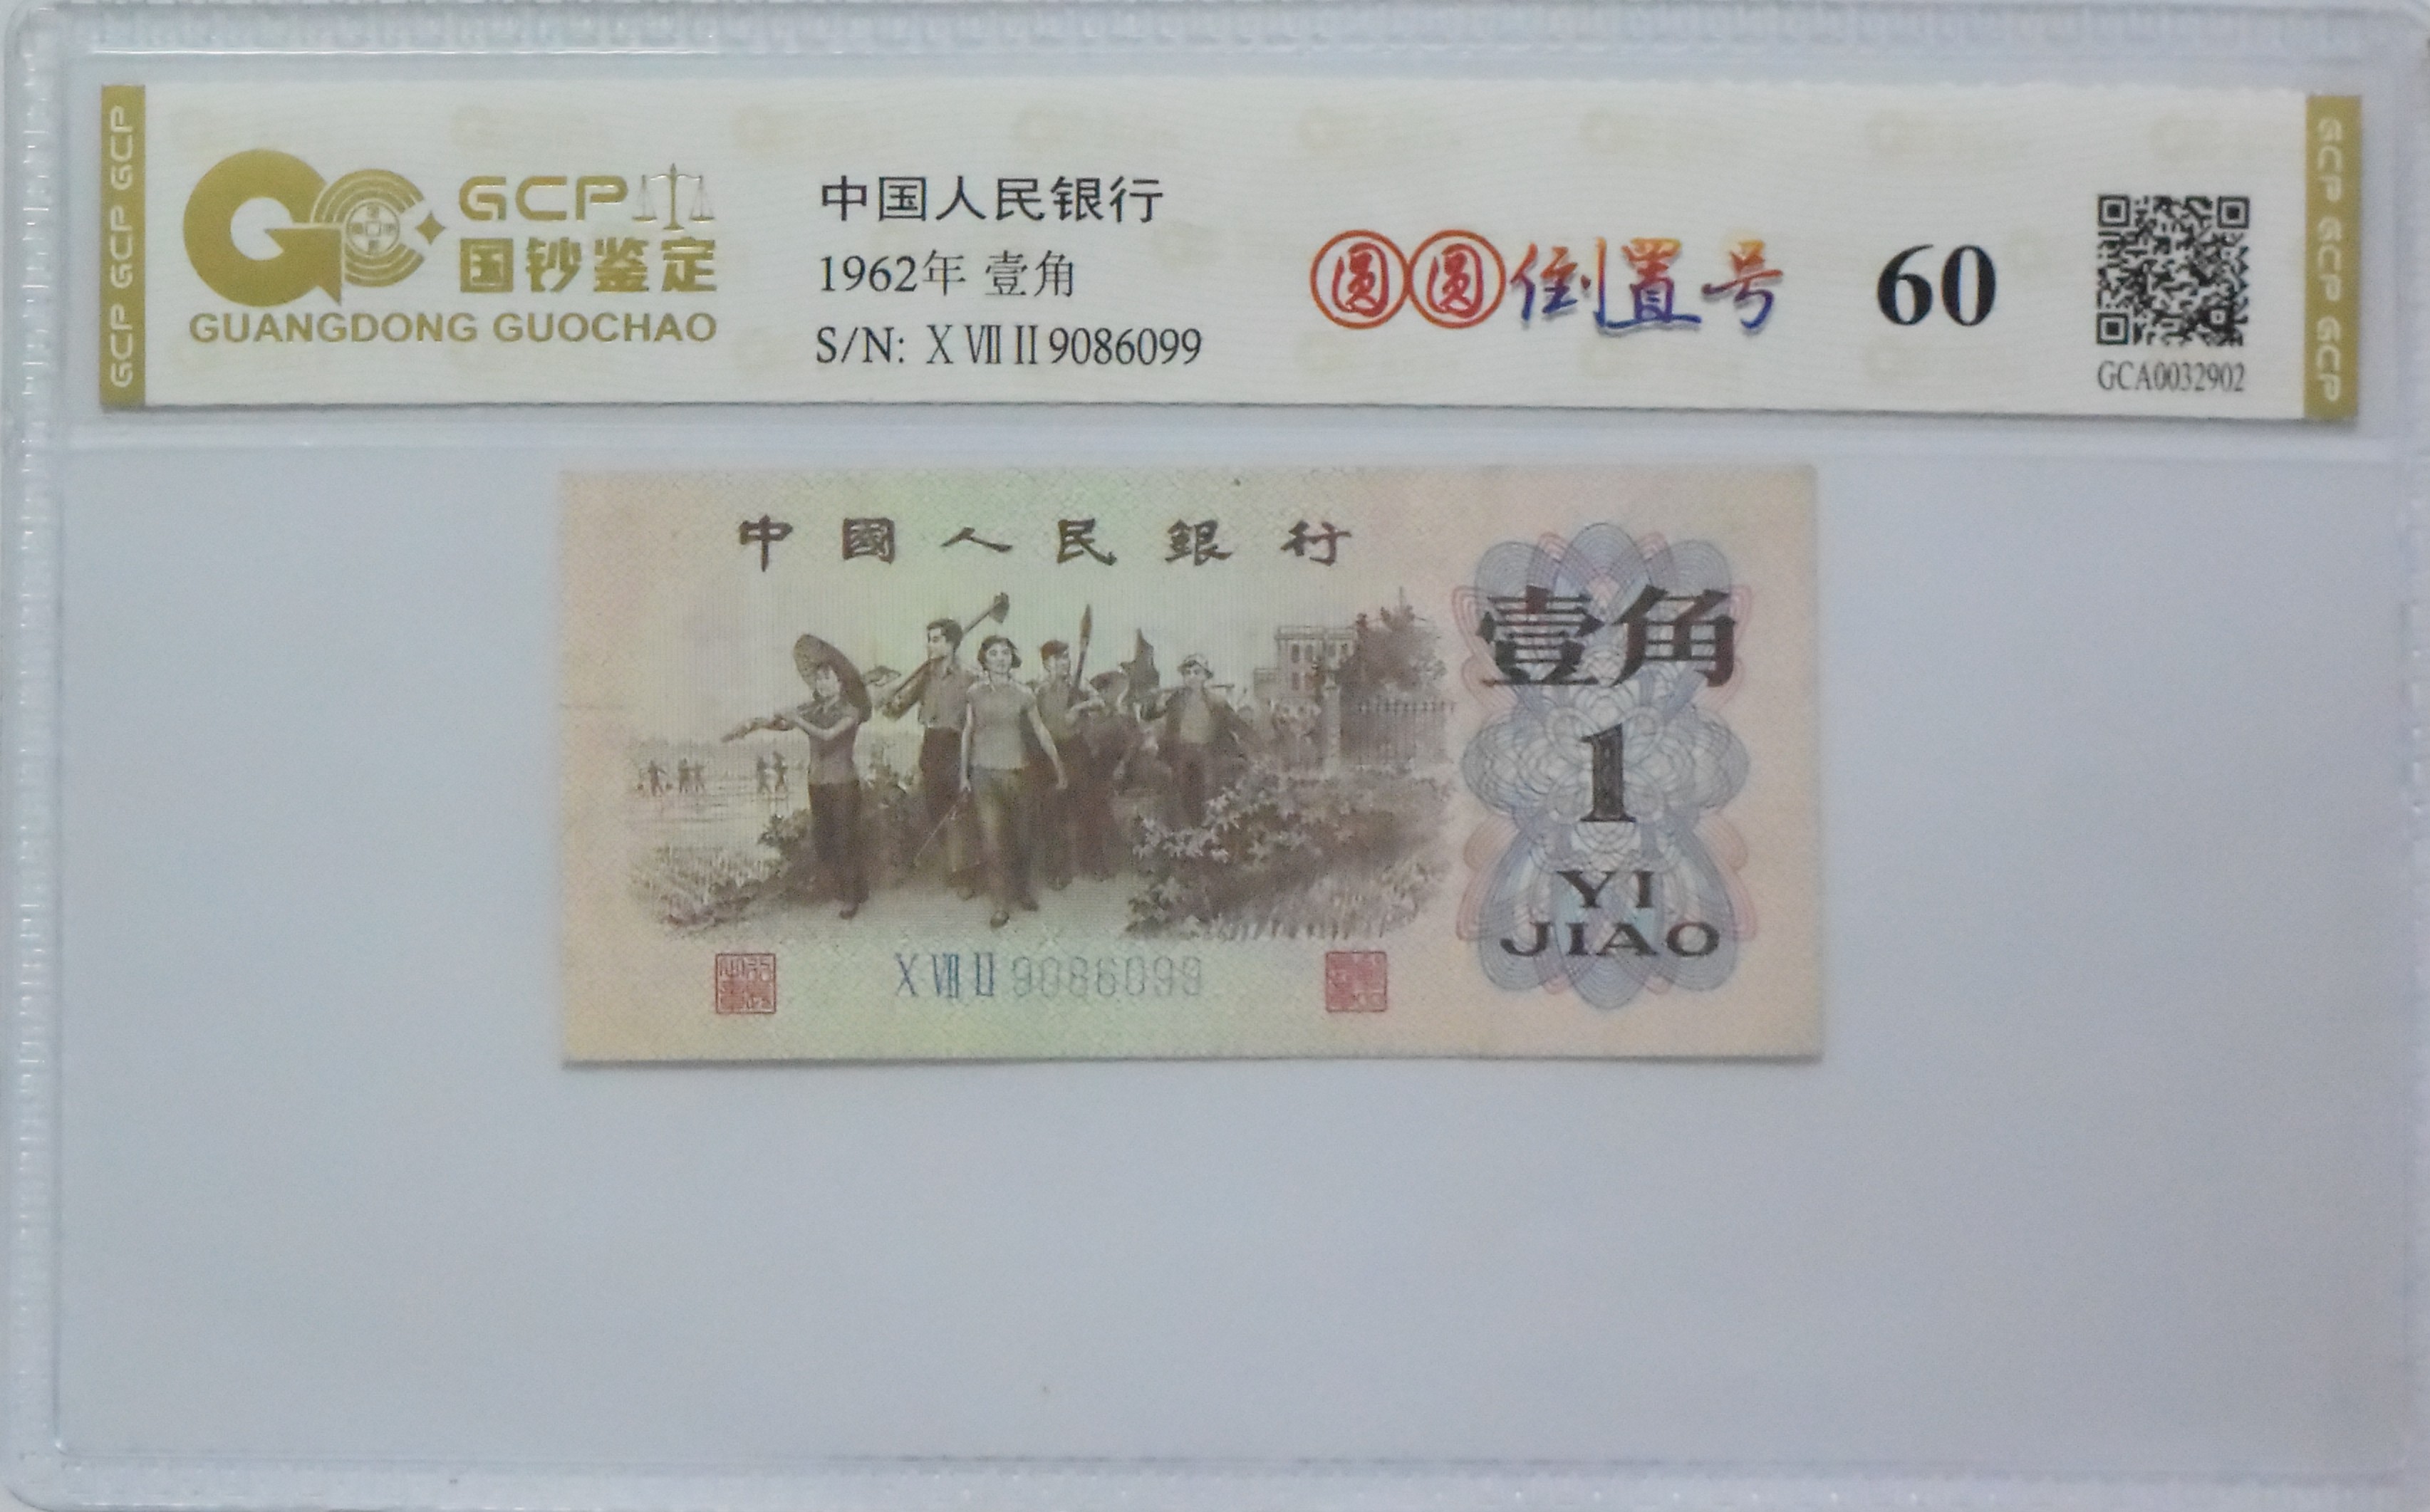 GCP GCP GCP
GCP
国钞鉴定
GUANGDONG GUOCHAO
中国人民银行
1962年 壹角
S/N: X Ⅶ II 9086099
圆圆倒置号
60
GCA0032902
GCP GCP GCP
中國人民銀行
壹角
1
YI
JIAO
X Ⅶ II 9086099